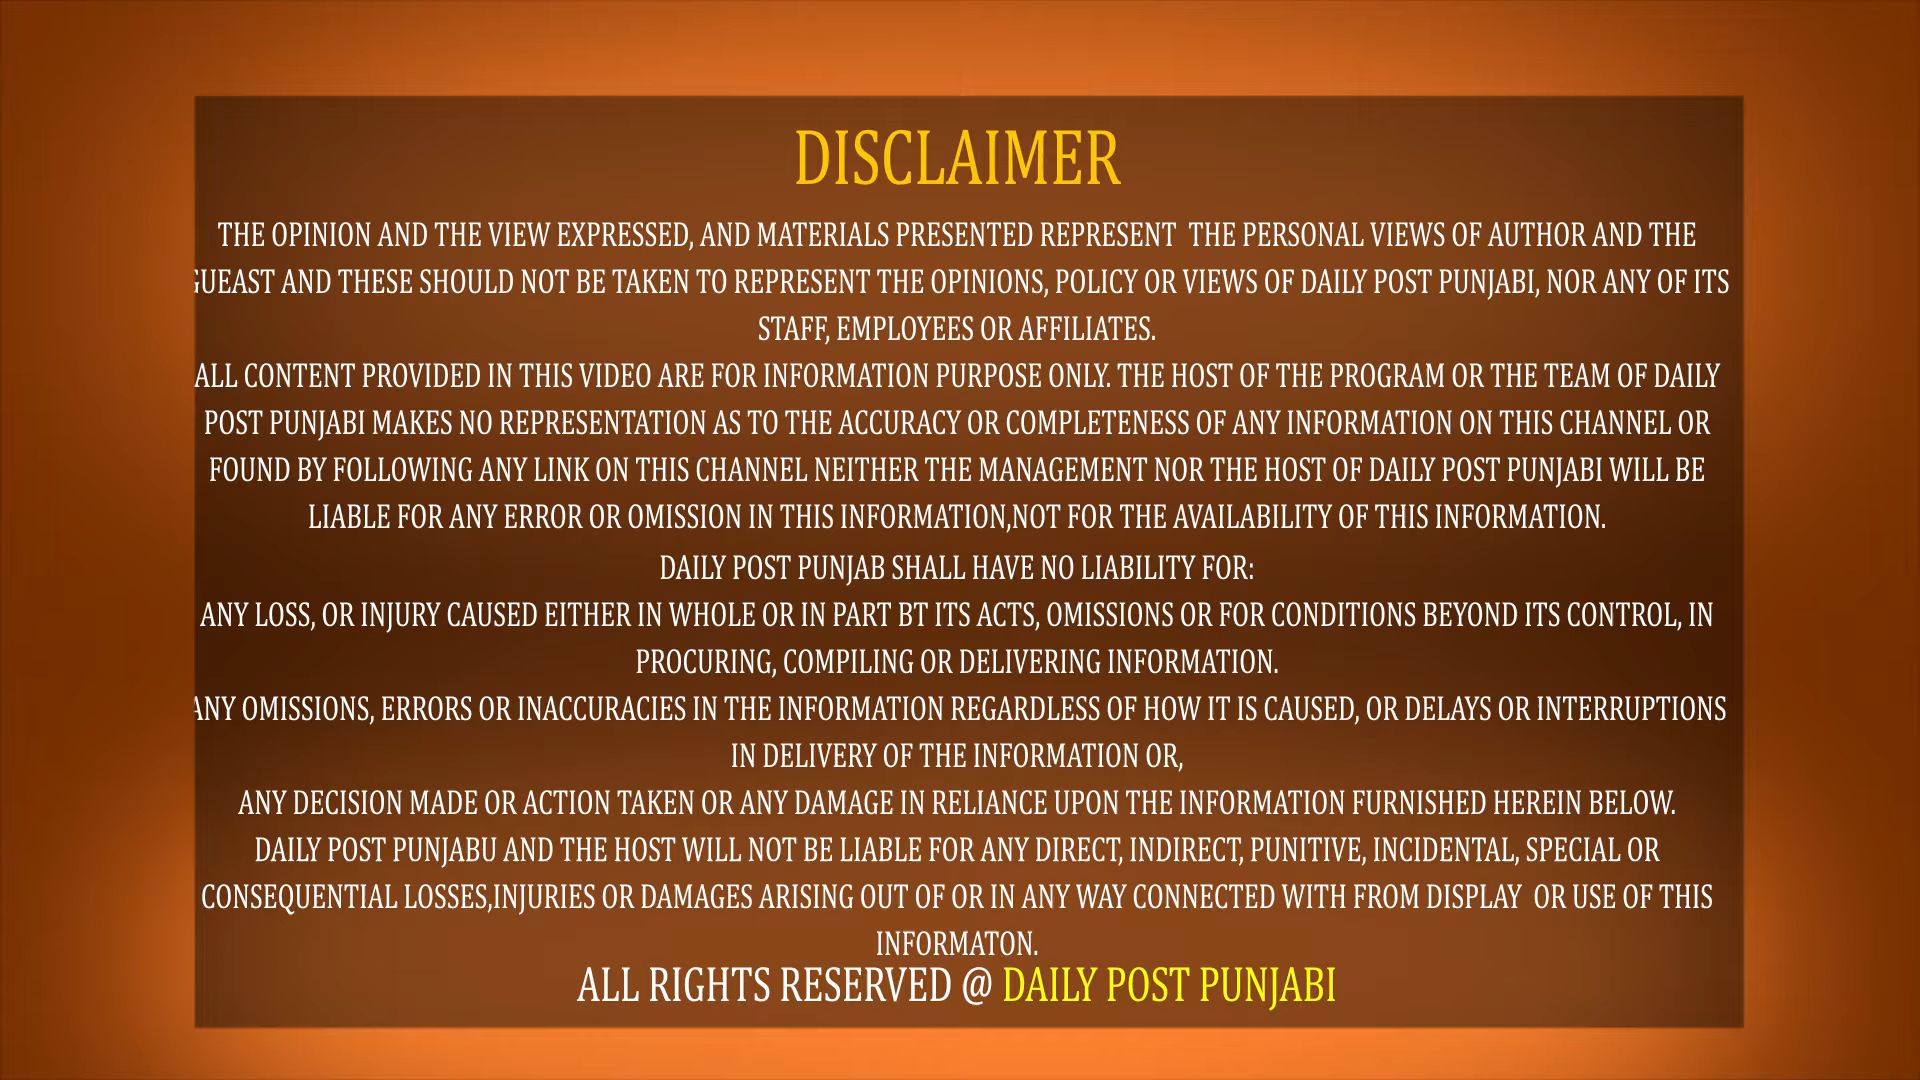 DISCLAIMER
THE OPINION AND THE VIEW EXPRESSED, AND MATERIALS PRESENTED REPRESENT THE PERSONAL VIEWS OF AUTHOR AND THE
GUEAST AND THESE SHOULD NOT BE TAKEN TO REPRESENT THE OPINIONS, POLICY OR VIEWS OF DAILY POST PUNJABI, NOR ANY OF ITS
STAFF, EMPLOYEES OR AFFILIATES.
ALL CONTENT PROVIDED IN THIS VIDEO ARE FOR INFORMATION PURPOSE ONLY. THE HOST OF THE PROGRAM OR THE TEAM OF DAILY
POST PUNJABI MAKES NO REPRESENTATION AS TO THE ACCURACY OR COMPLETENESS OF ANY INFORMATION ON THIS CHANNEL OR
FOUND BY FOLLOWING ANY LINK ON THIS CHANNEL NEITHER THE MANAGEMENT NOR THE HOST OF DAILY POST PUNJABI WILL BE
LIABLE FOR ANY ERROR OR OMISSION IN THIS INFORMATION,NOT FOR THE AVAILABILITY OF THIS INFORMATION.
DAILY POST PUNJAB SHALL HAVE NO LIABILITY FOR:
ANY LOSS, OR INJURY CAUSED EITHER IN WHOLE OR IN PART BT ITS ACTS, OMISSIONS OR FOR CONDITIONS BEYOND ITS CONTROL, IN
PROCURING, COMPILING OR DELIVERING INFORMATION.
ANY OMISSIONS, ERRORS OR INACCURACIES IN THE INFORMATION REGARDLESS OF HOW IT IS CAUSED, OR DELAYS OR INTERRUPTIONS
IN DELIVERY OF THE INFORMATION OR,
ANY DECISION MADE OR ACTION TAKEN OR ANY DAMAGE IN RELIANCE UPON THE INFORMATION FURNISHED HEREIN BELOW.
DAILY POST PUNJABU AND THE HOST WILL NOT BE LIABLE FOR ANY DIRECT, INDIRECT, PUNITIVE, INCIDENTAL, SPECIAL OR
CONSEQUENTIAL LOSSES,INJURIES OR DAMAGES ARISING OUT OF OR IN ANY WAY CONNECTED WITH FROM DISPLAY OR USE OF THIS
INFORMATON.
ALL RIGHTS RESERVED @ DAILY POST PUNJABI